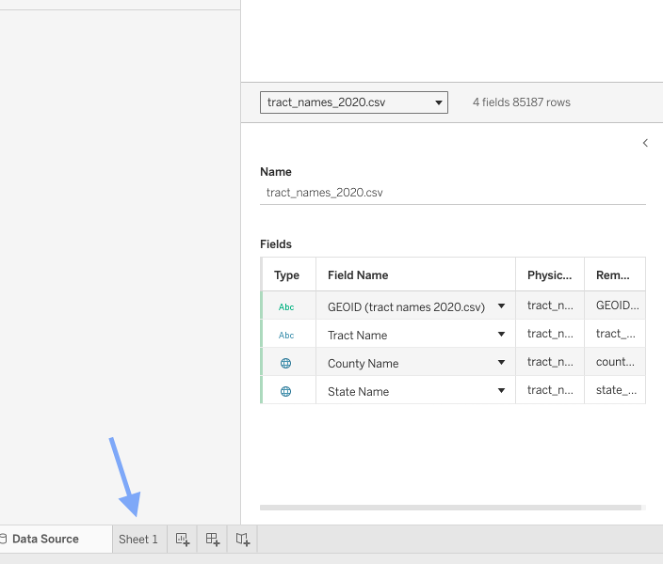 tract_names_2020.csv 4 fields 85187 rows
Name
tract_names_2020.csv
Fields
Type Field Name Physic... Rem...
Abc GEOID (tract names 2020.csv) tract_n... GEOID...
Abc Tract Name tract_n... tract_...
County Name tract_n... count...
State Name tract_n... state_...
Data Source Sheet 1